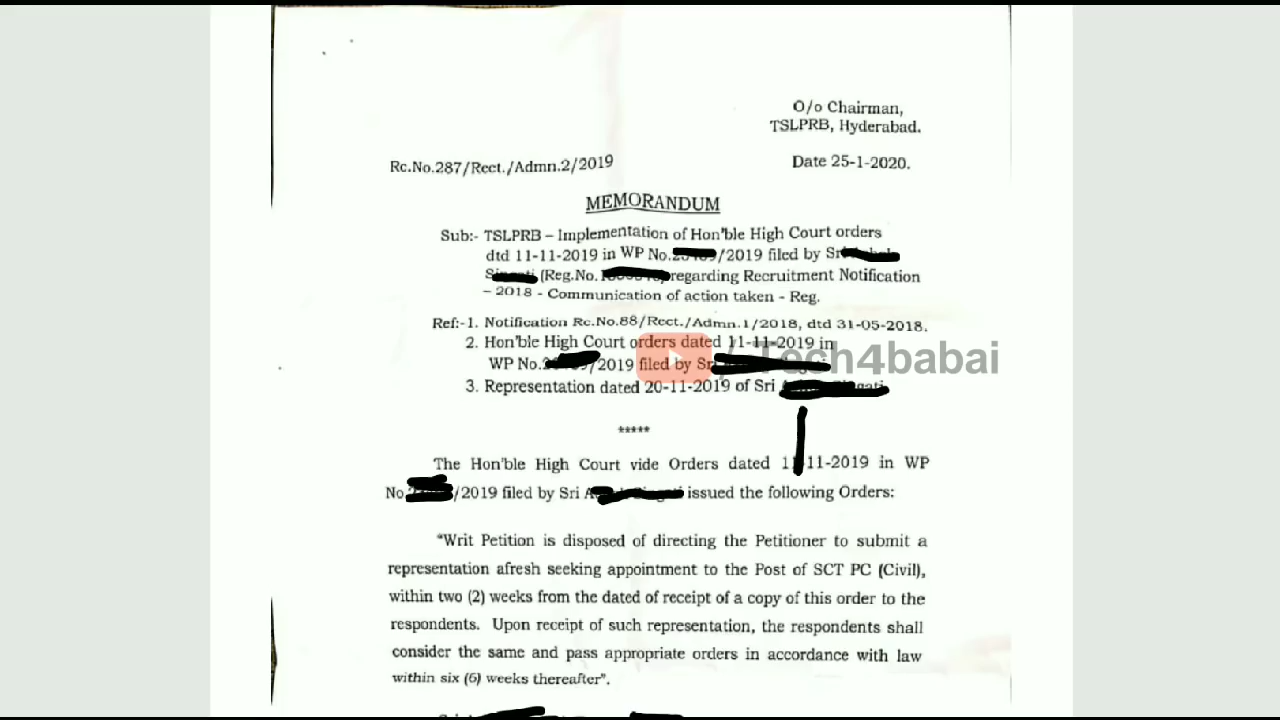 O/o Chairman,
TSLPRB, Hyderabad.
Rc.No.287/Rect./Admn.2/2019
Date 25-1-2020.
MEMORANDUM
Sub:- TSLPRB – Implementation of Hon'ble High Court orders
dtd 11-11-2019 in WP No. /2019 filed by Sri
(Reg.No. regarding Recruitment Notification
– 2018 - Communication of action taken - Reg.
Ref:-1. Notification Rc.No.88/Rect./Admn.1/2018, dtd 31-05-2018.
2. Hon'ble High Court orders dated 11-11-2019 in
WP No. /2019 filed by Sri
/ Tech4babai
3. Representation dated 20-11-2019 of Sri
*****
The Hon'ble High Court vide Orders dated 11-11-2019 in WP
No. /2019 filed by Sri issued the following Orders:
"Writ Petition is disposed of directing the Petitioner to submit a
representation afresh seeking appointment to the Post of SCT PC (Civil),
within two (2) weeks from the dated of receipt of a copy of this order to the
respondents. Upon receipt of such representation, the respondents shall
consider the same and pass appropriate orders in accordance with law
within six (6) weeks thereafter".